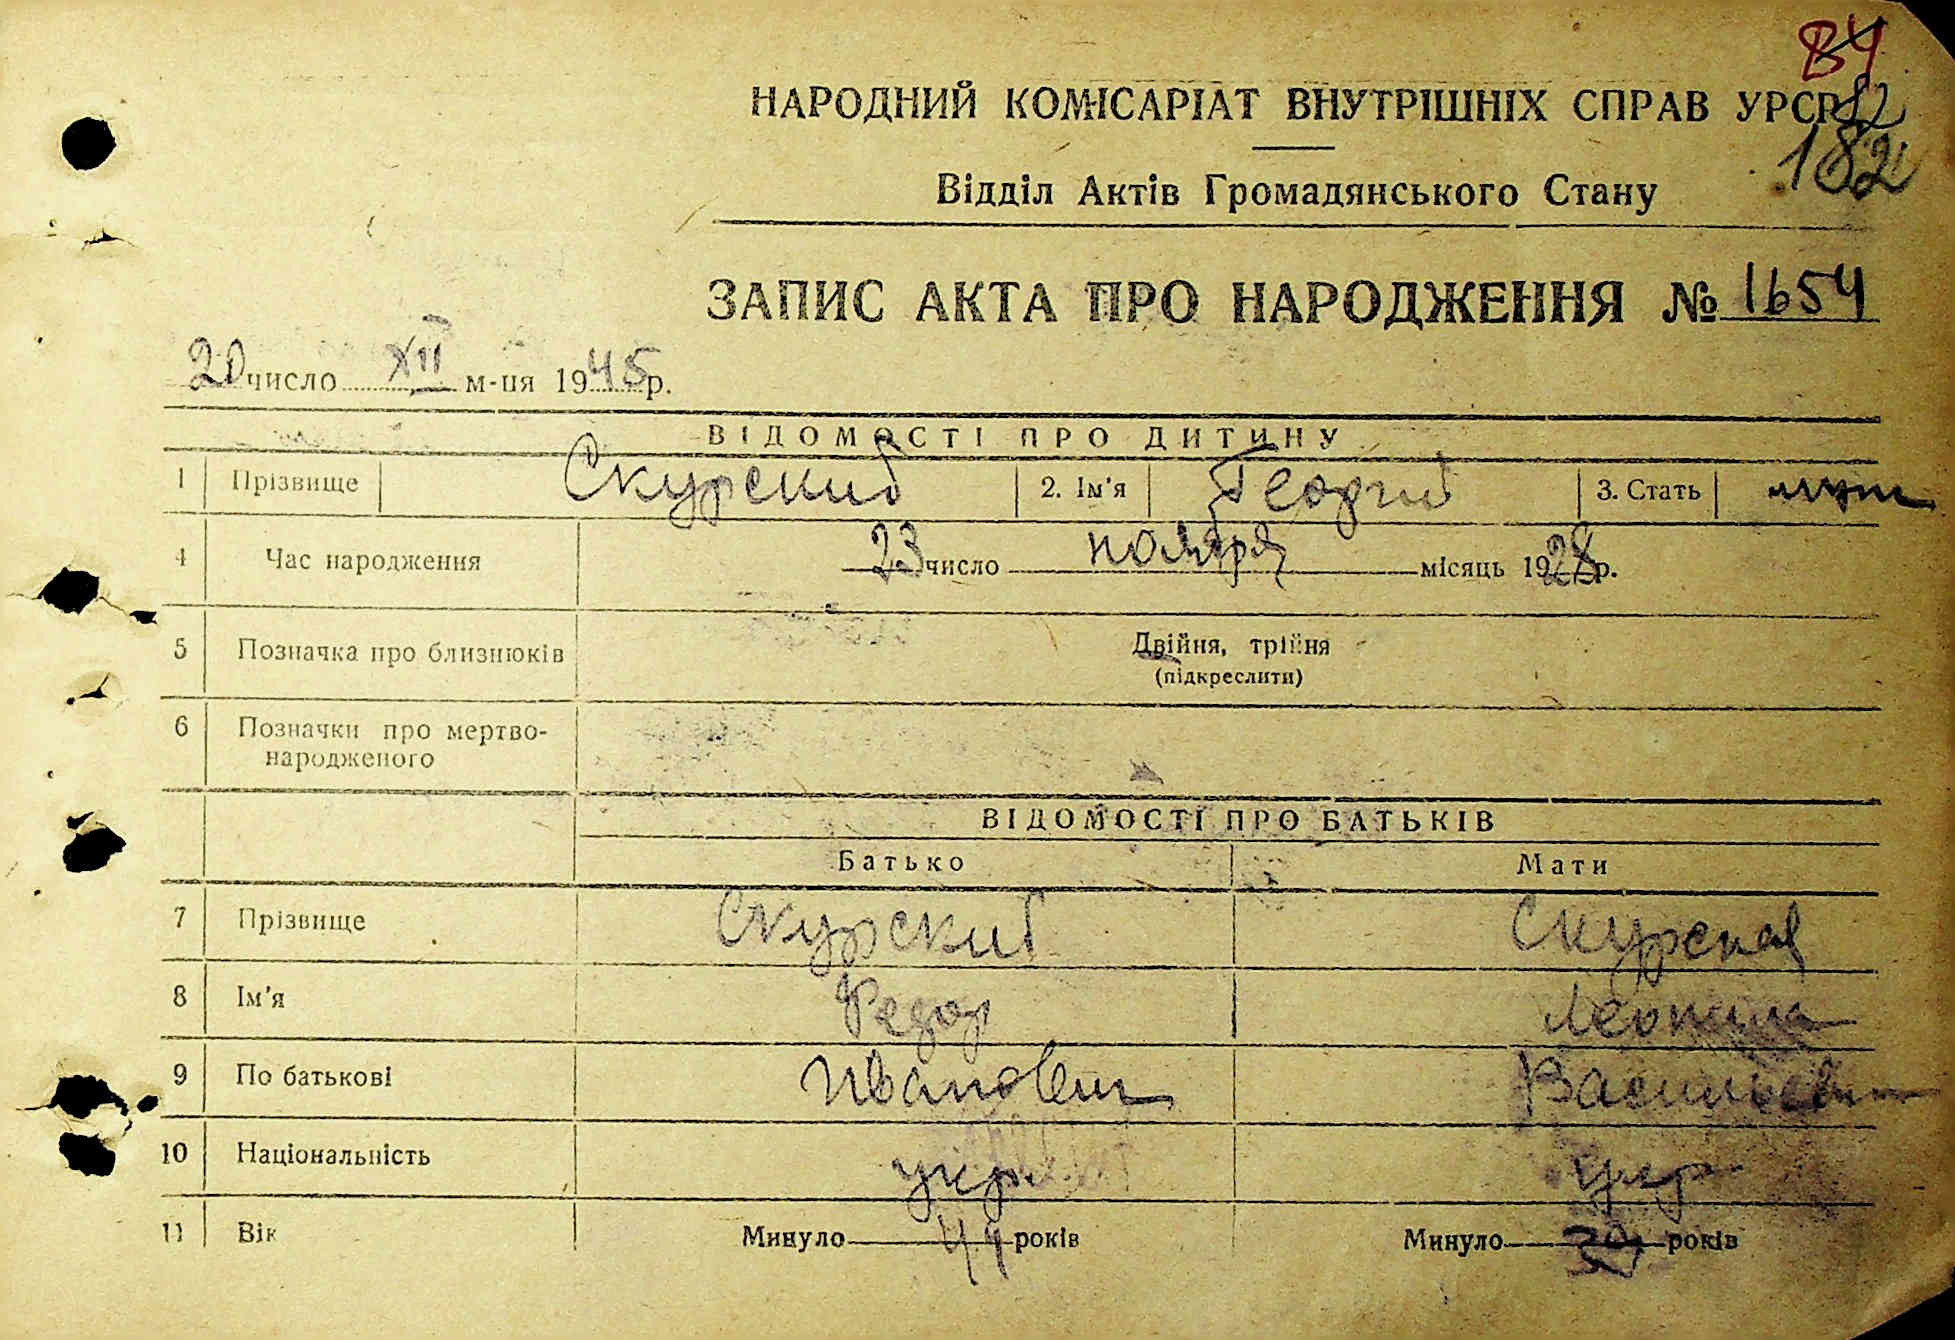 84
82
НАРОДНИЙ КОМІСАРІАТ ВНУТРІШНІХ СПРАВ УРСР
182
Відділ Актів Громадянського Стану
ЗАПИС АКТА ПРО НАРОДЖЕННЯ № 1654
20 число XII м-ця 1945 р.
ВІДОМОСТІ ПРО ДИТИНУ
1 Прізвище Скурский 2. Ім'я Георгий 3. Стать муж
4 Час народження 23 число ноября місяць 1928 р.
5 Позначка про близнюків Двійня, трійня
(підкреслити)
6 Позначки про мертво-
народженого
ВІДОМОСТІ ПРО БАТЬКІВ
Батько Мати
7 Прізвище Скурский Скурская
8 Ім'я Федор
9 По батькові Иванович Васильевн
10 Національність укр укр
11 Вік Минуло 44 років Минуло 39 років